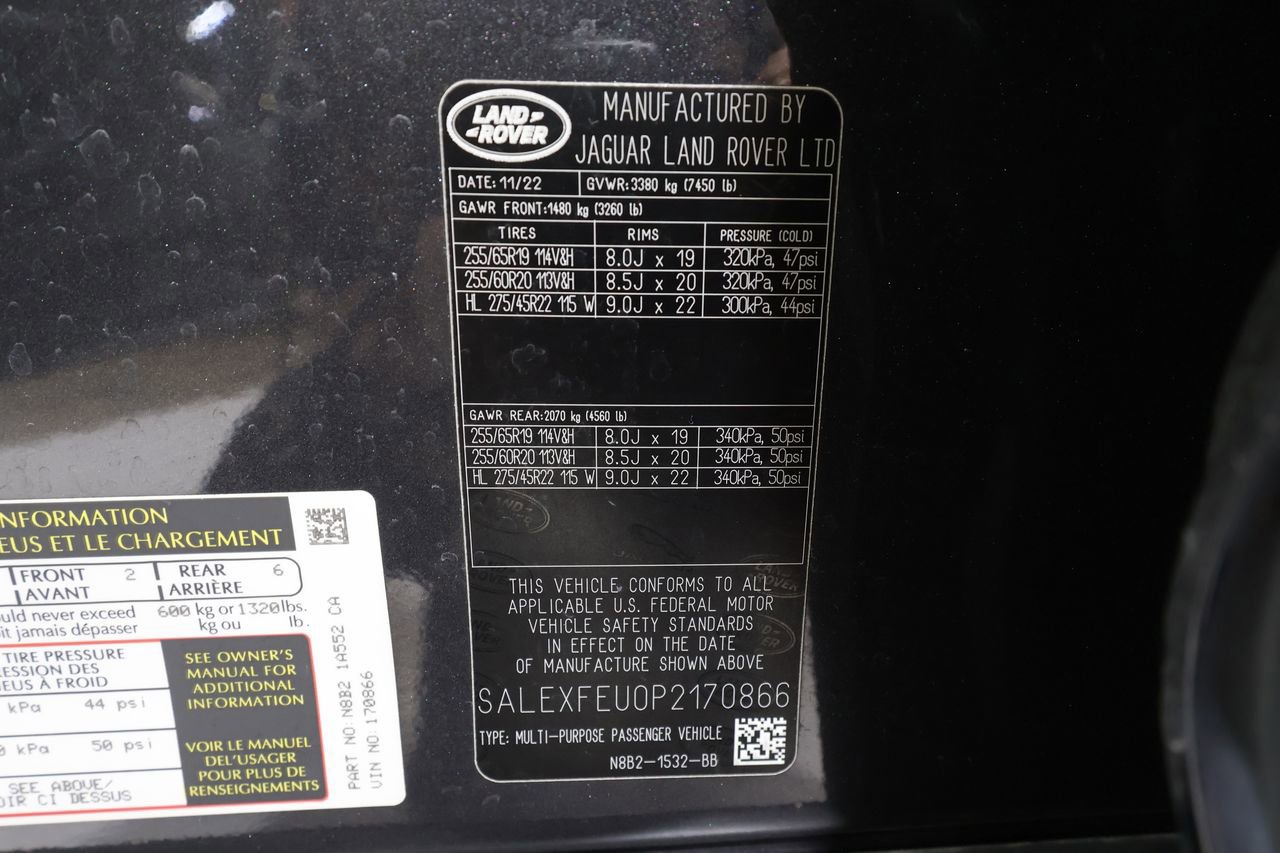 LAND ROVER
MANUFACTURED BY
JAGUAR LAND ROVER LTD
DATE: 11/22 GVWR: 3380 kg (7450 lb)
GAWR FRONT: 1480 kg (3260 lb)
TIRES RIMS PRESSURE (COLD)
255/65R19 114V&H 8.0J x 19 320kPa, 47psi
255/60R20 113V&H 8.5J x 20 320kPa, 47psi
HL 275/45R22 115 W 9.0J x 22 300kPa, 44psi
GAWR REAR: 2070 kg (4560 lb)
255/65R19 114V&H 8.0J x 19 340kPa, 50psi
255/60R20 113V&H 8.5J x 20 340kPa, 50psi
HL 275/45R22 115 W 9.0J x 22 340kPa, 50psi
THIS VEHICLE CONFORMS TO ALL
APPLICABLE U.S. FEDERAL MOTOR
VEHICLE SAFETY STANDARDS
IN EFFECT ON THE DATE
OF MANUFACTURE SHOWN ABOVE
SALEXFEU0P2170866
TYPE: MULTI-PURPOSE PASSENGER VEHICLE
N8B2-1532-BB
NFORMATION
EUS ET LE CHARGEMENT
FRONT 2 REAR 6
AVANT ARRIÈRE
uld never exceed 600 kg or 1320 lbs.
it jamais dépasser kg ou lb.
TIRE PRESSURE
ESSION DES
EUS À FROID
kPa 44 psi
0 kPa 50 psi
SEE ABOVE/
OIR CI DESSUS
SEE OWNER'S
MANUAL FOR
ADDITIONAL
INFORMATION
VOIR LE MANUEL
DEL'USAGER
POUR PLUS DE
RENSEIGNEMENTS
PART NO: N8B2 1A552 CA
VIN NO: 170866